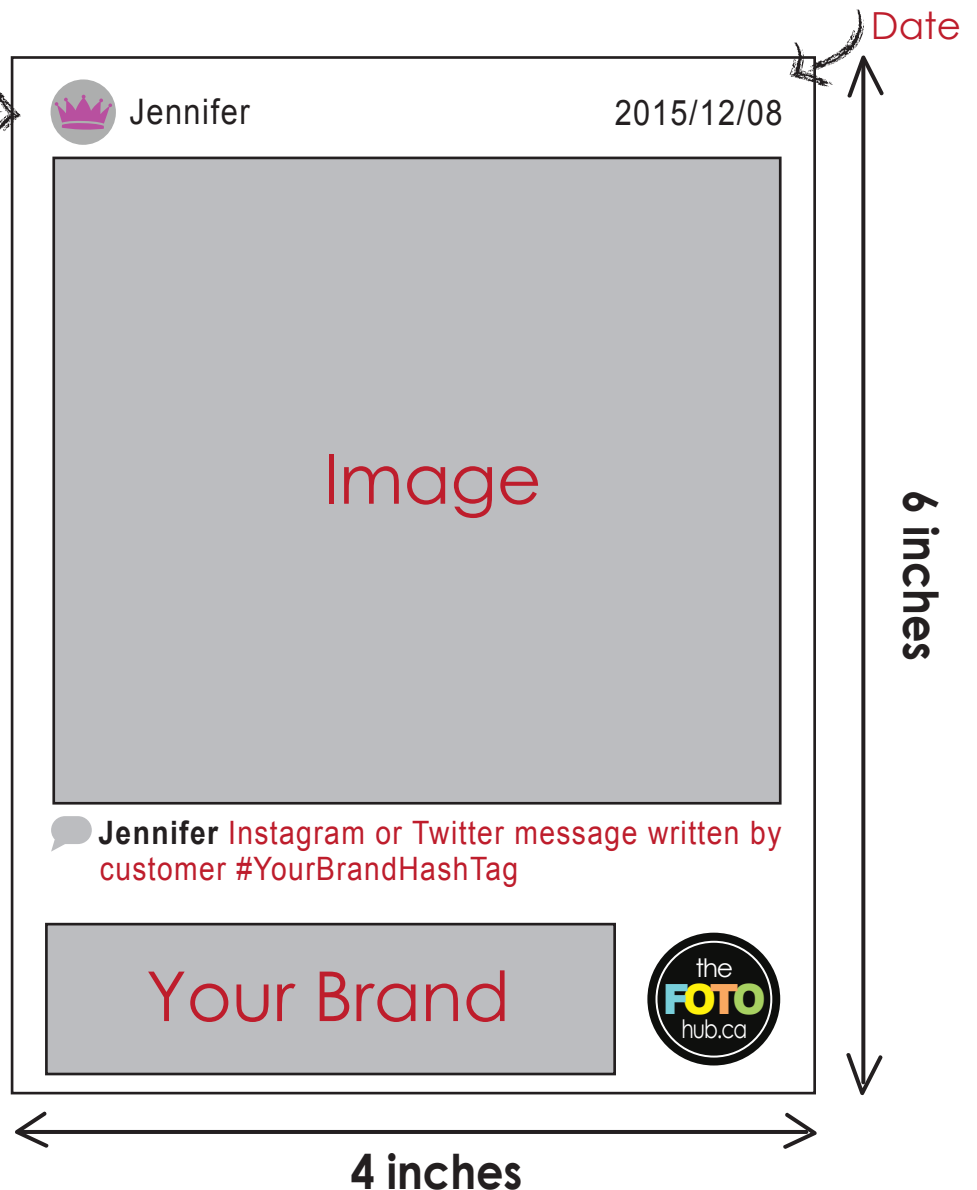 Date
Jennifer 2015/12/08
Image
6 inches
Jennifer Instagram or Twitter message written by
customer #YourBrandHashTag
Your Brand
the
FOTO
hub.ca
4 inches